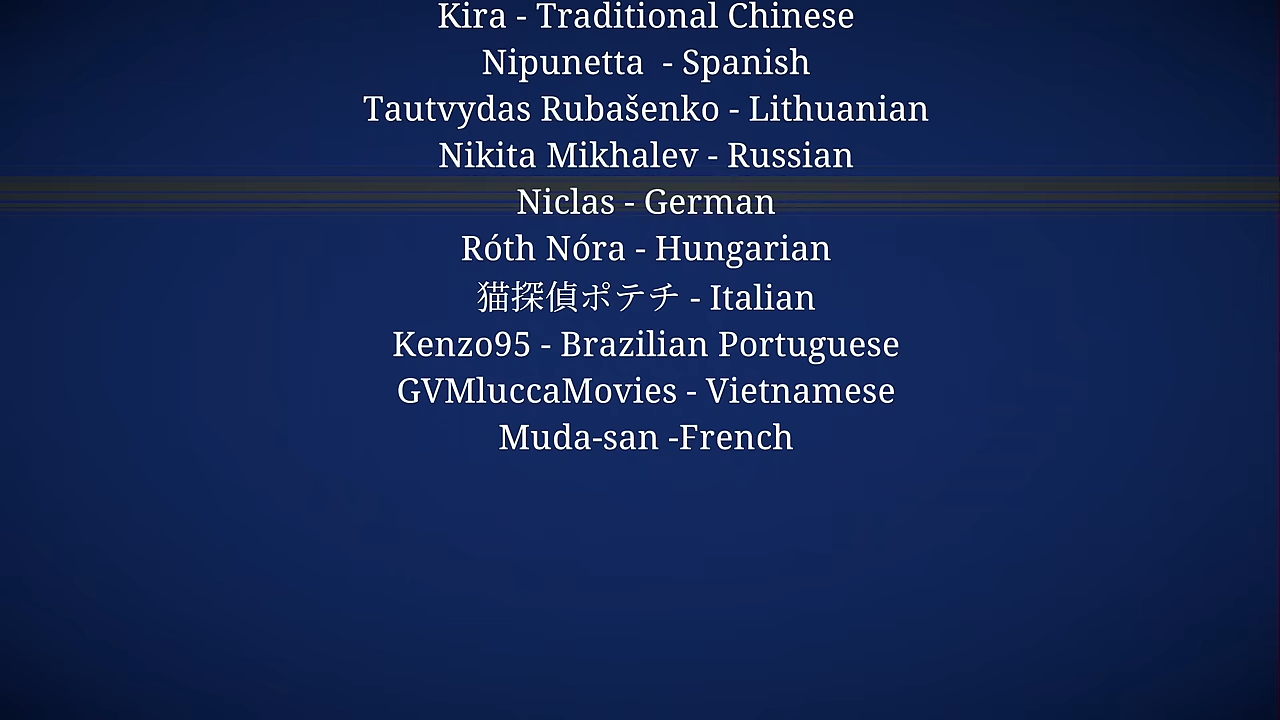 Kira - Traditional Chinese
Nipunetta  - Spanish
Tautvydas Rubašenko - Lithuanian
Nikita Mikhalev - Russian
Niclas - German
Róth Nóra - Hungarian
猫探偵ポテチ - Italian
Kenzo95 - Brazilian Portuguese
GVMluccaMovies - Vietnamese
Muda-san -French